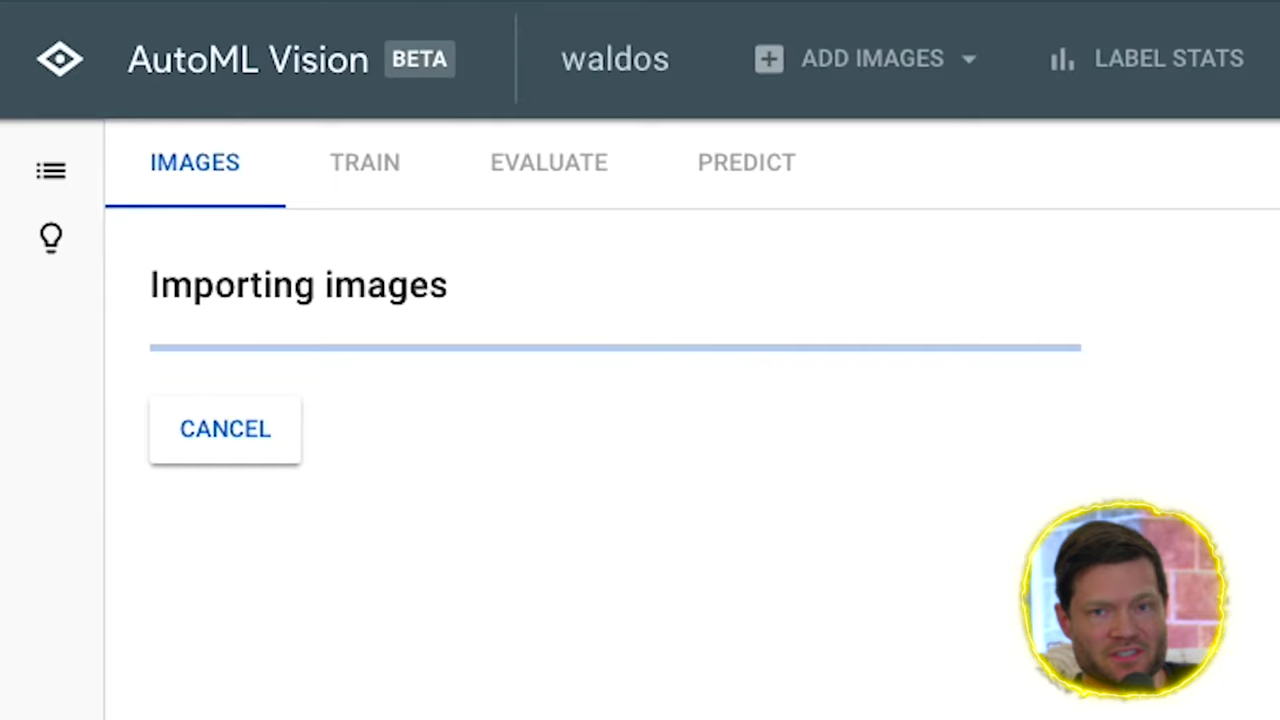 AutoML Vision BETA waldos ADD IMAGES LABEL STATS
IMAGES TRAIN EVALUATE PREDICT
Importing images
CANCEL